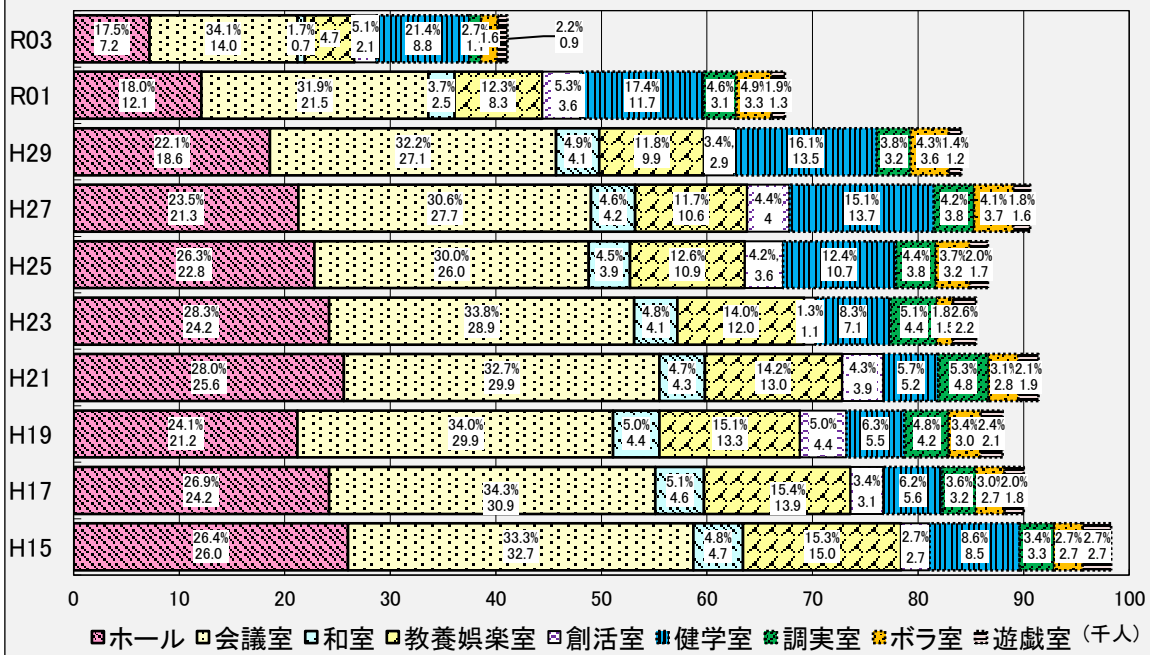 R03 17.5% 34.1% 1.7% 5.1% 21.4% 2.7% 2.2%
7.2 14.0 0.7 4.7 2.1 8.8 1.1 1.6 0.9
R01 18.0% 31.9% 3.7% 12.3% 5.3% 17.4% 4.6% 4.9% 1.9%
12.1 21.5 2.5 8.3 3.6 11.7 3.1 3.3 1.3
H29 22.1% 32.2% 4.9% 11.8% 3.4% 16.1% 3.8% 4.3% 1.4%
18.6 27.1 4.1 9.9 2.9 13.5 3.2 3.6 1.2
H27 23.5% 30.6% 4.6% 11.7% 4.4% 15.1% 4.2% 4.1% 1.8%
21.3 27.7 4.2 10.6 4 13.7 3.8 3.7 1.6
H25 26.3% 30.0% 4.5% 12.6% 4.2% 12.4% 4.4% 3.7% 2.0%
22.8 26.0 3.9 10.9 3.6 10.7 3.8 3.2 1.7
H23 28.3% 33.8% 4.8% 14.0% 1.3% 8.3% 5.1% 1.8% 2.6%
24.2 28.9 4.1 12.0 1.1 7.1 4.4 2.2
H21 28.0% 32.7% 4.7% 14.2% 4.3% 5.7% 5.3% 3.1% 2.1%
25.6 29.9 4.3 13.0 3.9 5.2 4.8 2.8 1.9
H19 24.1% 34.0% 5.0% 15.1% 5.0% 6.3% 4.8% 3.4% 2.4%
21.2 29.9 4.4 13.3 4.4 5.5 4.2 3.0 2.1
H17 26.9% 34.3% 5.1% 15.4% 3.4% 6.2% 3.6% 3.0% 2.0%
24.2 30.9 4.6 13.9 3.1 5.6 3.2 2.7 1.8
H15 26.4% 33.3% 4.8% 15.3% 2.7% 8.6% 3.4% 2.7% 2.7%
26.0 32.7 4.7 15.0 2.7 8.5 3.3 2.7 2.7
0 10 20 30 40 50 60 70 80 90 100
ホール 会議室 和室 教養娯楽室 創活室 健学室 調実室 ボラ室 遊戯室 (千人)